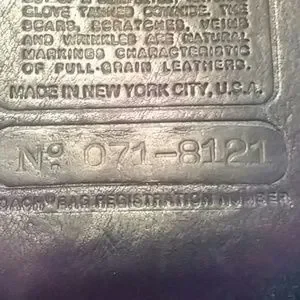 GLOVE TANNED COWHIDE. THE
SCARS, SCRATCHES, VEINS
AND WRINKLES ARE NATURAL
MARKINGS CHARACTERISTIC
OF FULL-GRAIN LEATHERS.
MADE IN NEW YORK CITY, U.S.A.
No. 071-8121
OACH® BAG REGISTRATION NUMBER